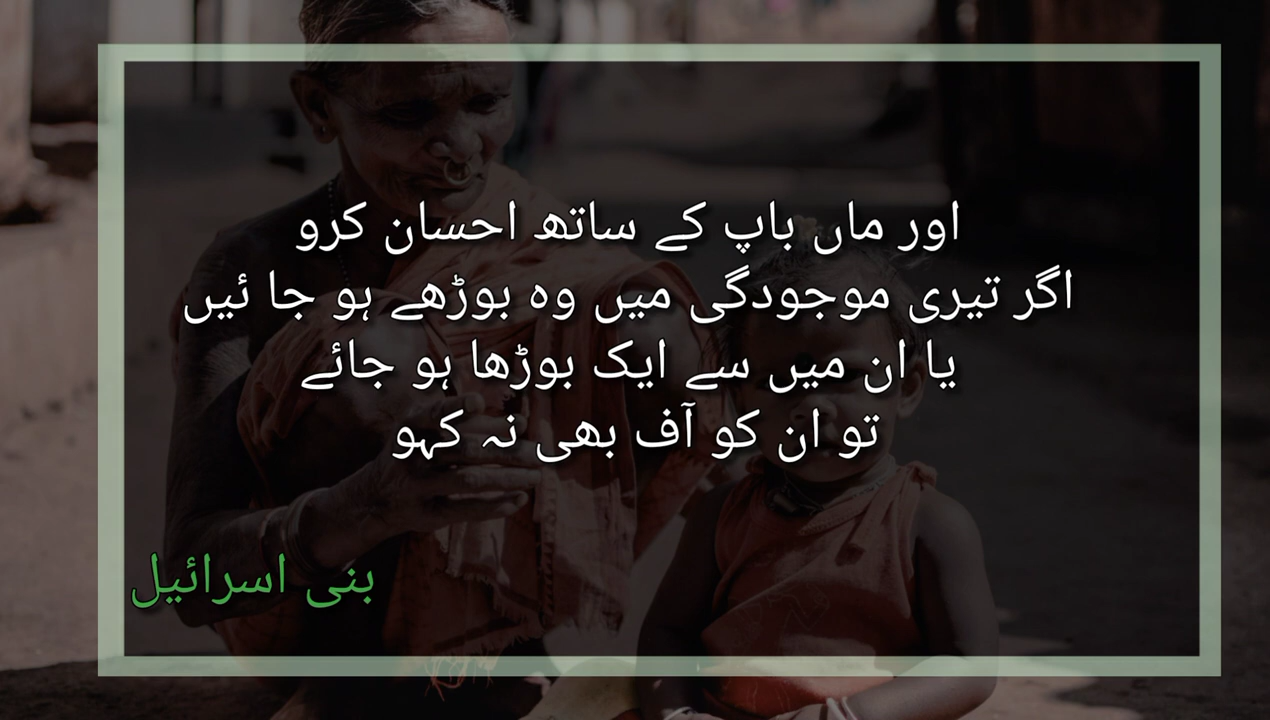 اور ماں باپ کے ساتھ احسان کرو
اگر تیری موجودگی میں وہ بوڑھے ہو جا ئیں
یا ان میں سے ایک بوڑھا ہو جائے
تو ان کو آف بھی نہ کہو
بنی اسرائیل